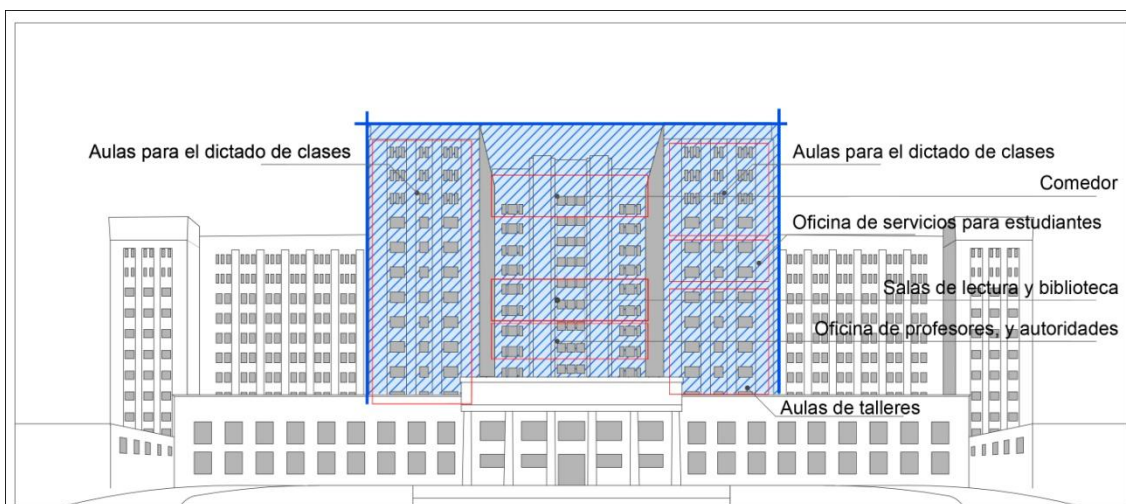 Aulas para el dictado de clases
Aulas para el dictado de clases
Comedor
Oficina de servicios para estudiantes
Salas de lectura y biblioteca
Oficina de profesores, y autoridades
Aulas de talleres